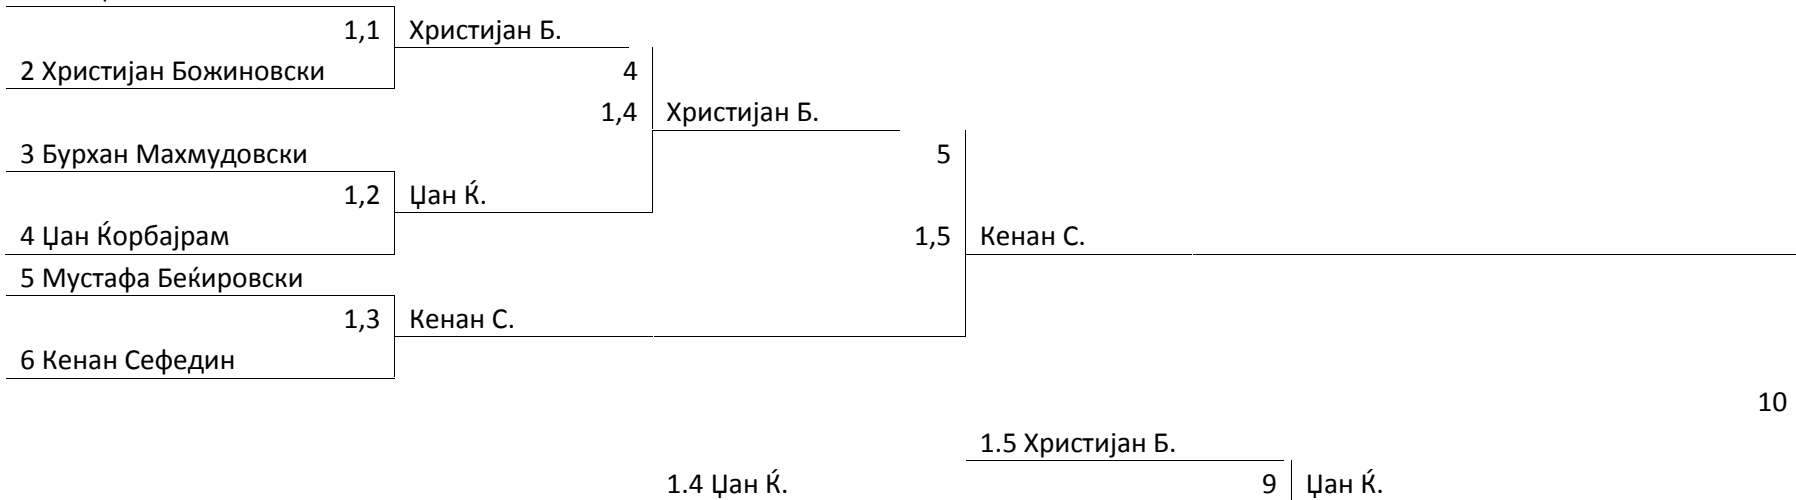 1,1 Христијан Б.
2 Христијан Божиновски 4
1,4 Христијан Б.
3 Бурхан Махмудовски 5
1,2 Џан Ќ.
4 Џан Ќорбајрам 1,5 Кенан С.
5 Мустафа Беќировски
1,3 Кенан С.
6 Кенан Сефедин
10
1.5 Христијан Б.
1.4 Џан Ќ. 9 Џан Ќ.